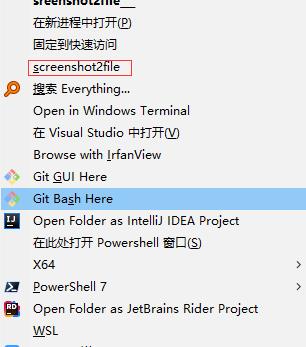 screenshot2file
在新进程中打开(P)
固定到快速访问
screenshot2file
搜索 Everything...
Open in Windows Terminal
在 Visual Studio 中打开(V)
Browse with IrfanView
Git GUI Here
Git Bash Here
Open Folder as IntelliJ IDEA Project
在此处打开 Powershell 窗口(S)
X64
PowerShell 7
Open Folder as JetBrains Rider Project
WSL